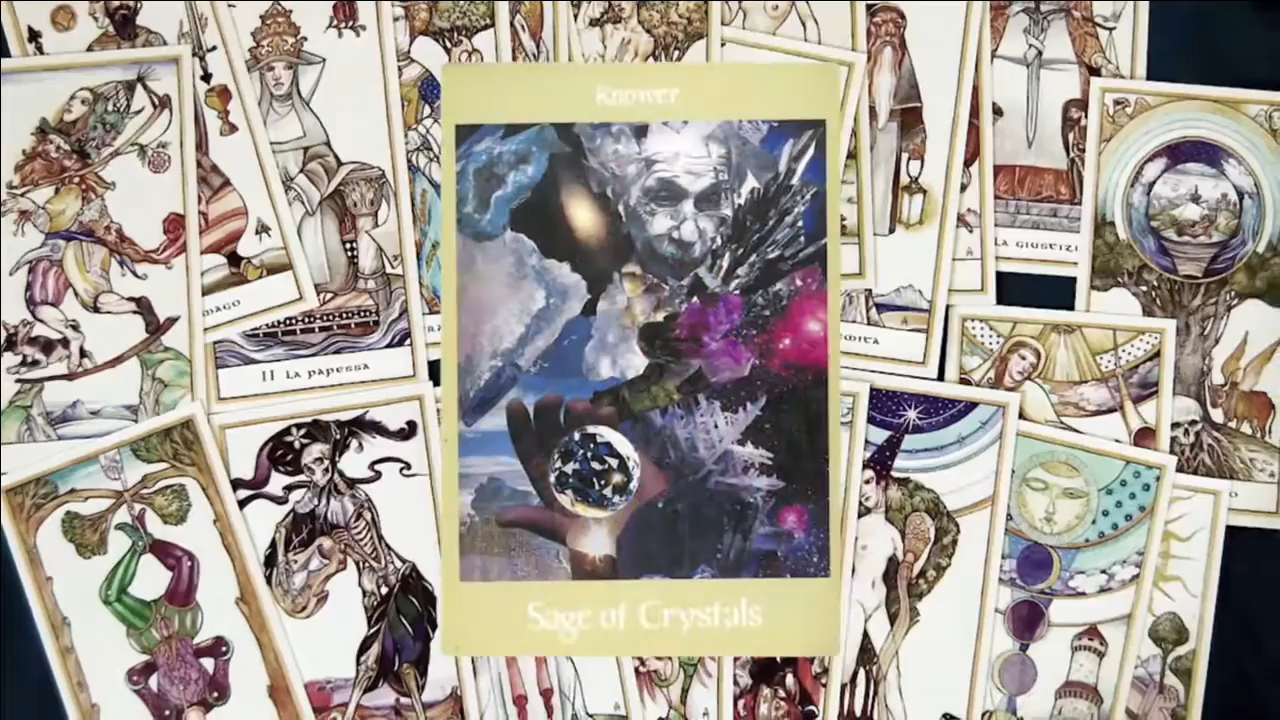 Knower
LA GIUSTIZI
MAGO
MITA
II LA PAPESSA
Sage of Crystals